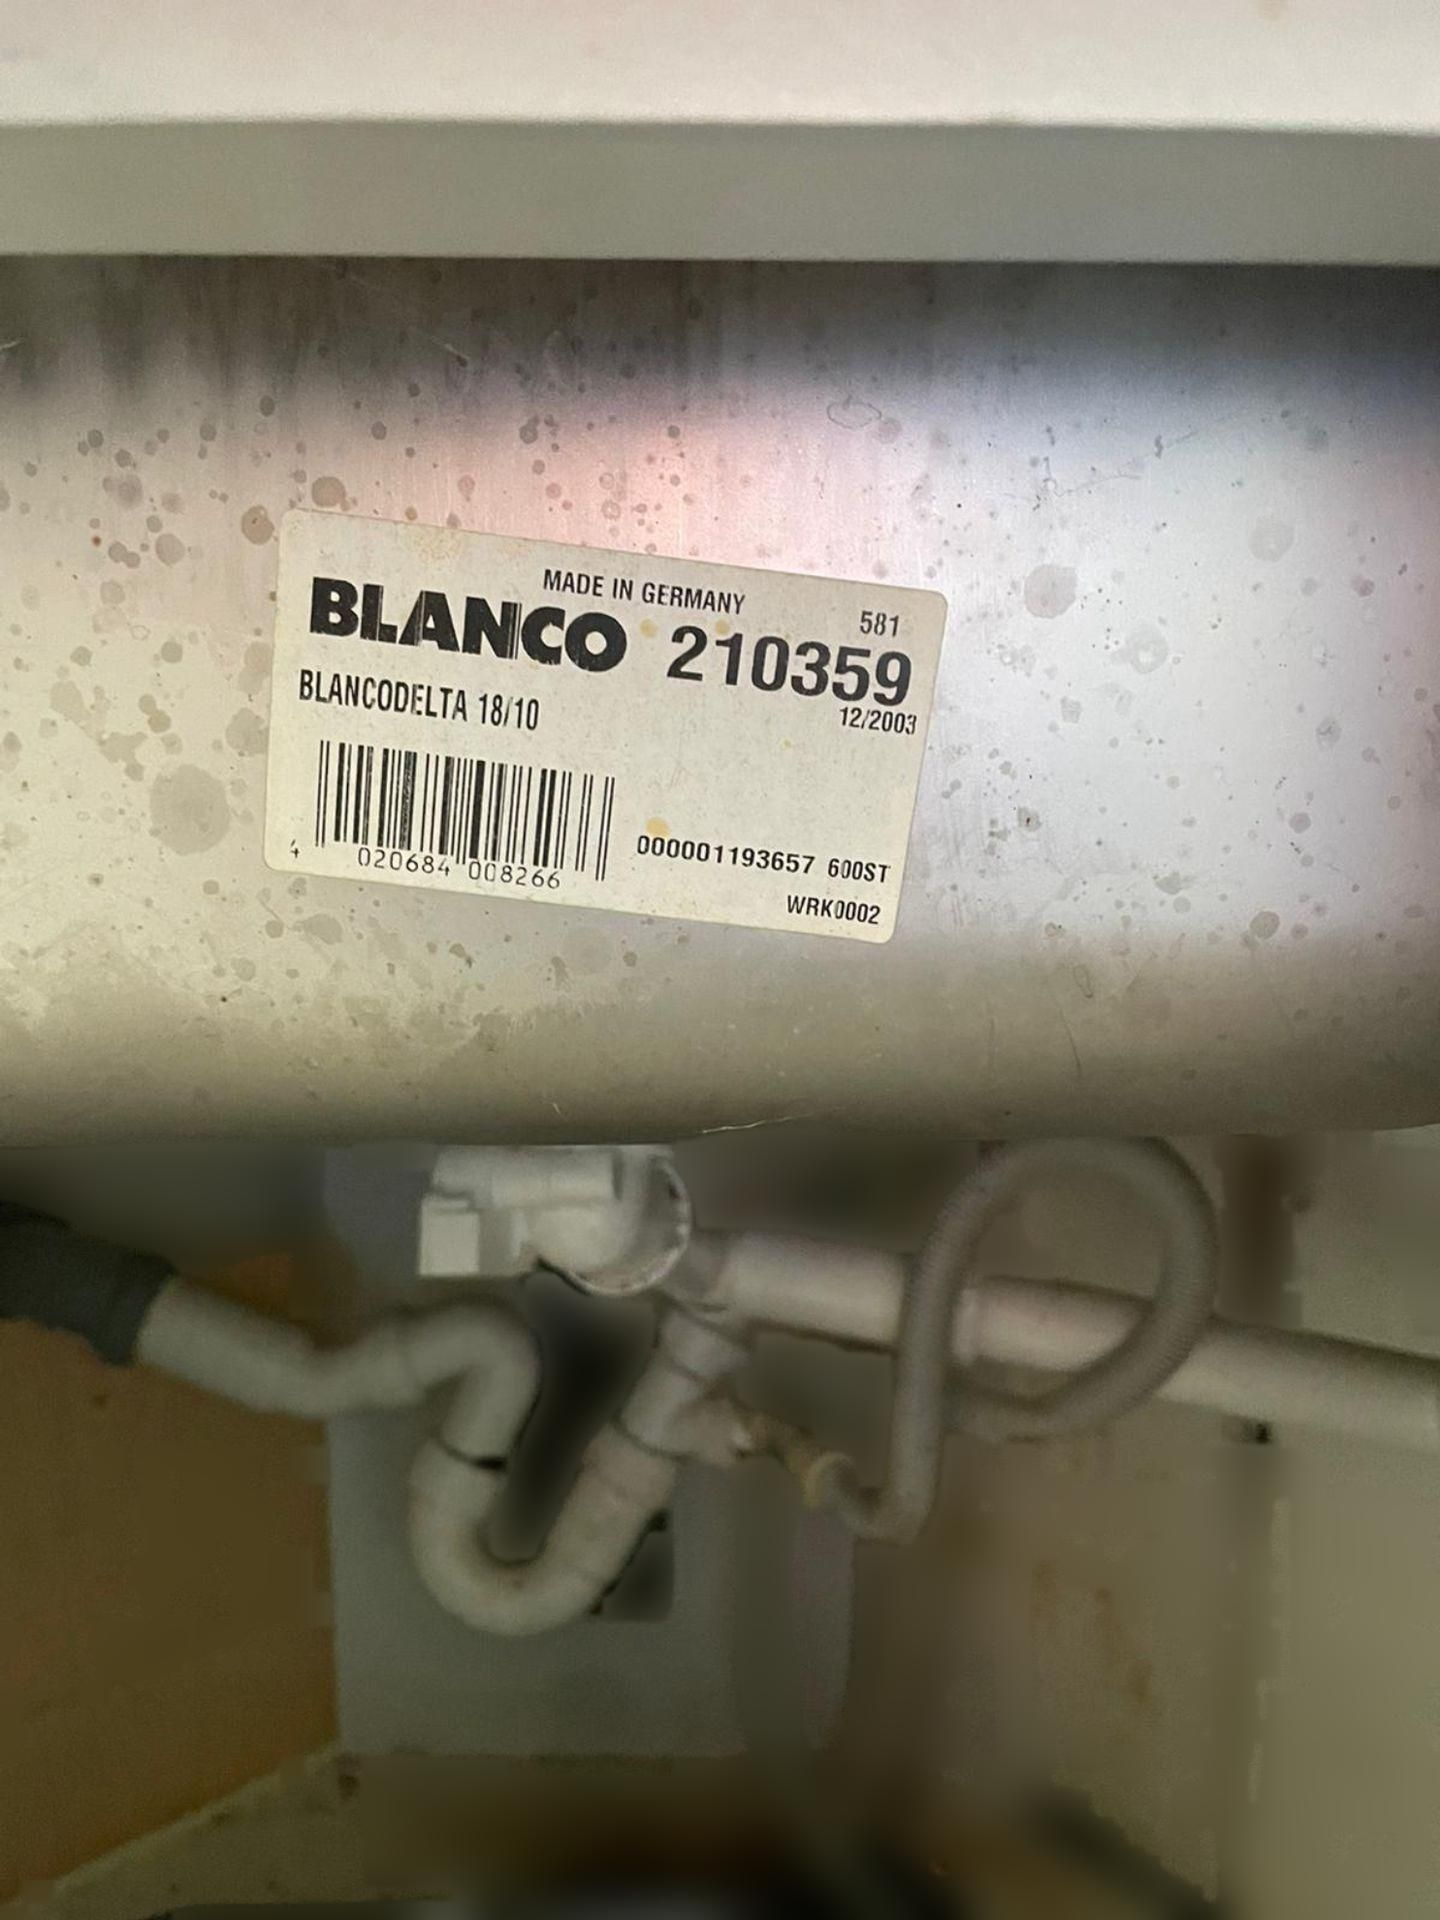 MADE IN GERMANY
581
BLANCO 210359
BLANCODELTA 18/10
12/2003
4 020684 008266
000001193657 600ST
WRK0002